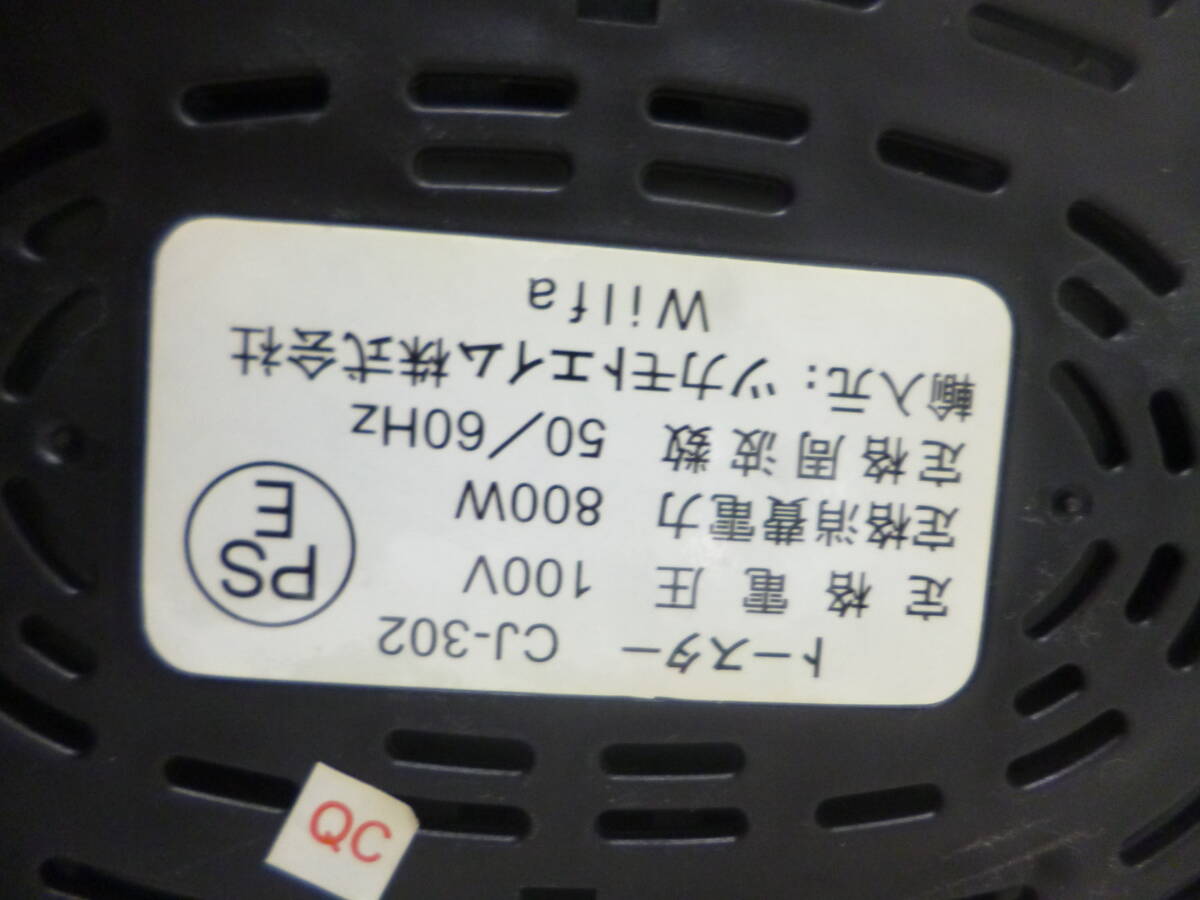 トースター CJ-302
定格電圧 100V
定格消費電力 800W
定格周波数 50／60Hz
輸入元：ツカモトエイム株式会社
Wilfa
PS
E
QC